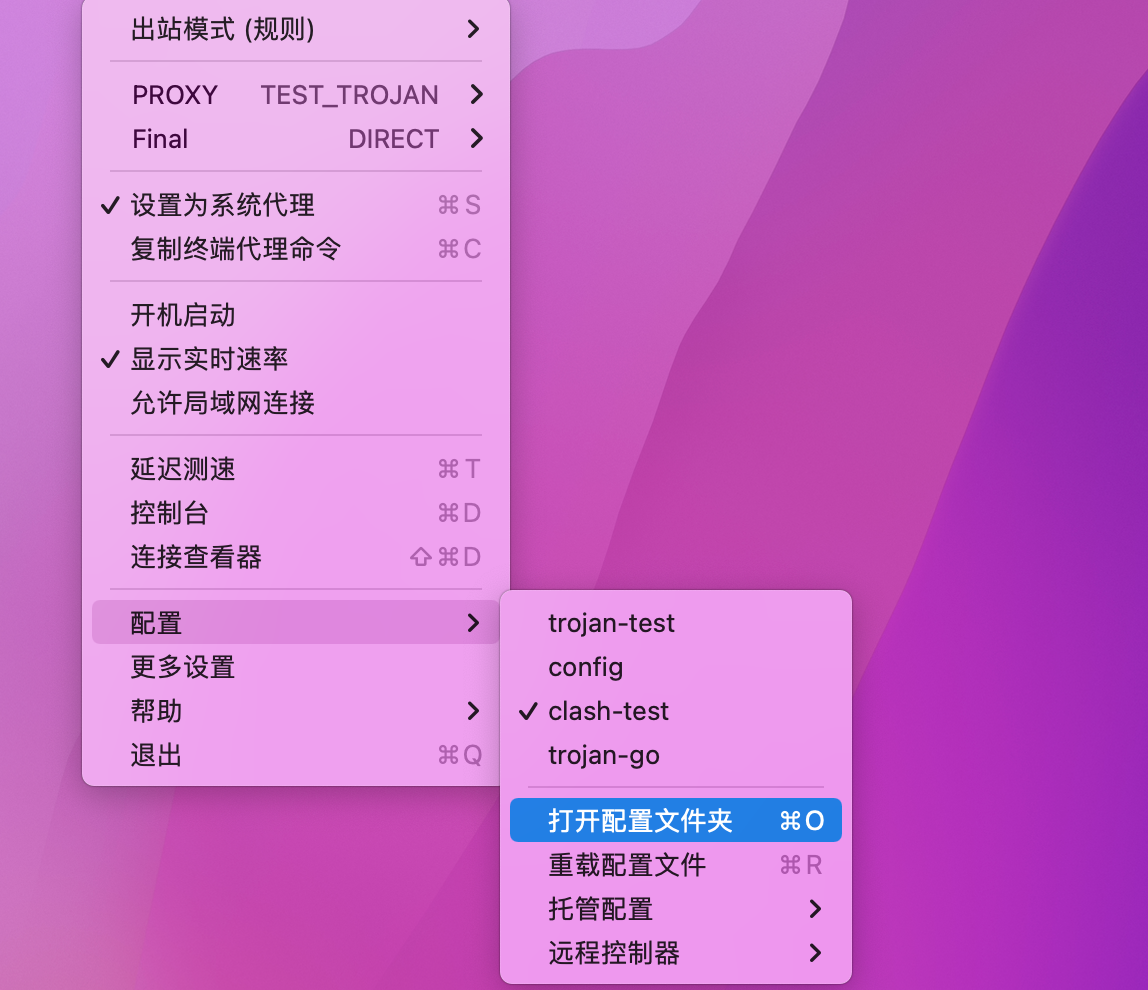 出站模式 (规则)
PROXY TEST_TROJAN
Final DIRECT
设置为系统代理 ⌘S
复制终端代理命令 ⌘C
开机启动
显示实时速率
允许局域网连接
延迟测速 ⌘T
控制台 ⌘D
连接查看器 ⇧⌘D
配置
更多设置
帮助
退出 ⌘Q
trojan-test
config
clash-test
trojan-go
打开配置文件夹 ⌘O
重载配置文件 ⌘R
托管配置
远程控制器